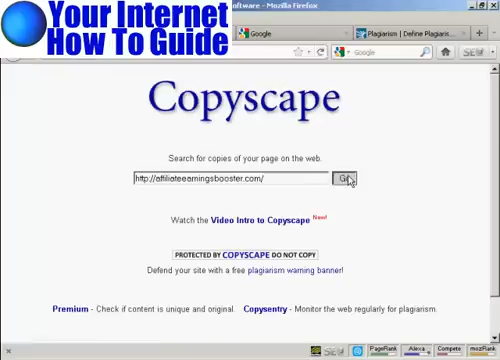 Your Internet
How To Guide
software - Mozilla Firefox
Google
Plagiarism | Define Plagiaris...
Google
Copyscape
Search for copies of your page on the web.
http://affiliateearningsbooster.com/
Go
Watch the Video Intro to Copyscape New!
PROTECTED BY COPYSCAPE DO NOT COPY
Defend your site with a free plagiarism warning banner!
Premium - Check if content is unique and original. Copysentry - Monitor the web regularly for plagiarism.
PageRank Alexa Compete mozRank